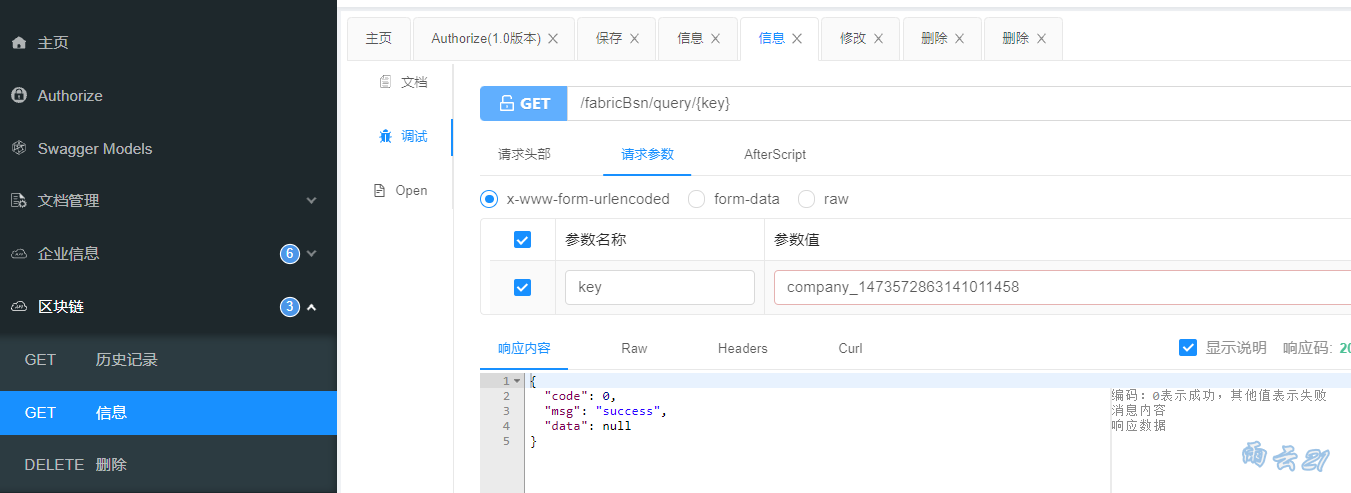 主页
Authorize
Swagger Models
文档管理
企业信息 6
区块链 3
GET 历史记录
GET 信息
DELETE 删除
主页 Authorize(1.0版本) 保存 信息 信息 修改 删除 删除
文档
调试
Open
GET /fabricBsn/query/{key}
请求头部 请求参数 AfterScript
x-www-form-urlencoded form-data raw
参数名称 参数值
key company_1473572863141011458
响应内容 Raw Headers Curl 显示说明 响应码: 20
1 {
2 "code": 0, 编码: 0表示成功, 其他值表示失败
3 "msg": "success", 消息内容
4 "data": null 响应数据
5 }
雨云21